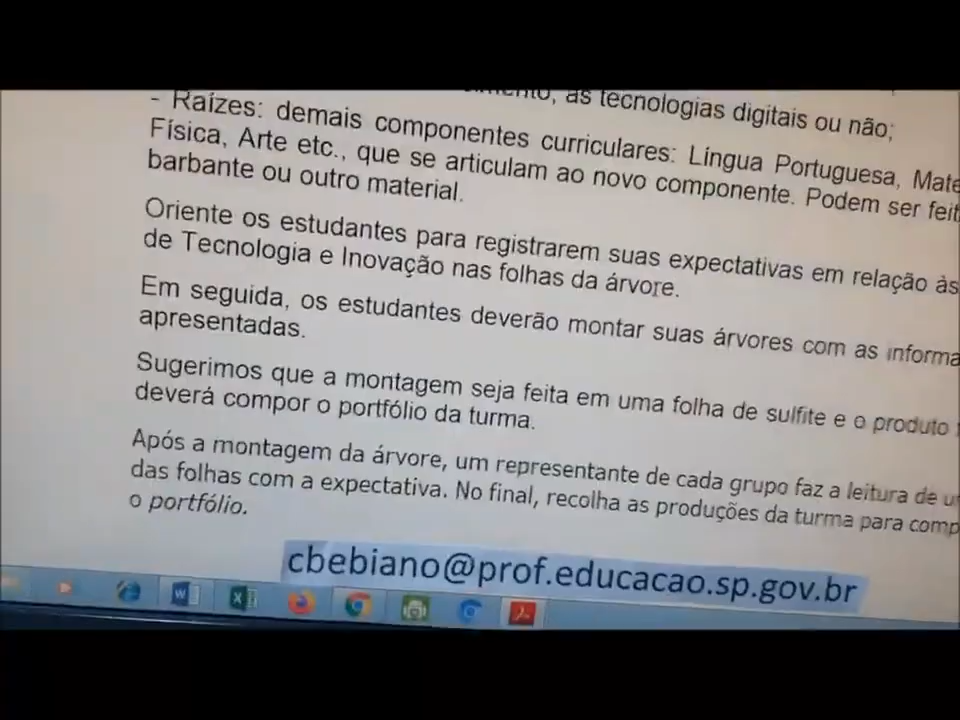 as tecnologias digitais ou não;
- Raízes: demais componentes curriculares: Língua Portuguesa, Mate
Física, Arte etc., que se articulam ao novo componente. Podem ser feit
barbante ou outro material.
Oriente os estudantes para registrarem suas expectativas em relação às
de Tecnologia e Inovação nas folhas da árvore.
Em seguida, os estudantes deverão montar suas árvores com as informa
apresentadas.
Sugerimos que a montagem seja feita em uma folha de sulfite e o produto
deverá compor o portfólio da turma.
Após a montagem da árvore, um representante de cada grupo faz a leitura de
das folhas com a expectativa. No final, recolha as produções da turma para comp
o portfólio.
cbebiano@prof.educacao.sp.gov.br